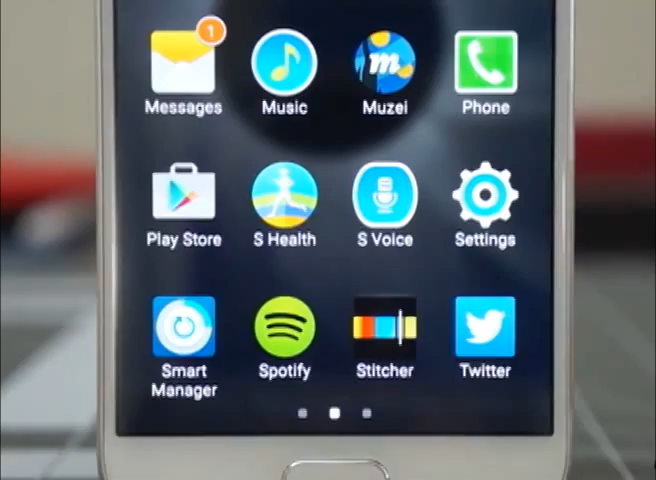 1
Messages
Music
m
Muzei
Phone
Play Store
S Health
S Voice
Settings
Smart
Manager
Spotify
Stitcher
Twitter